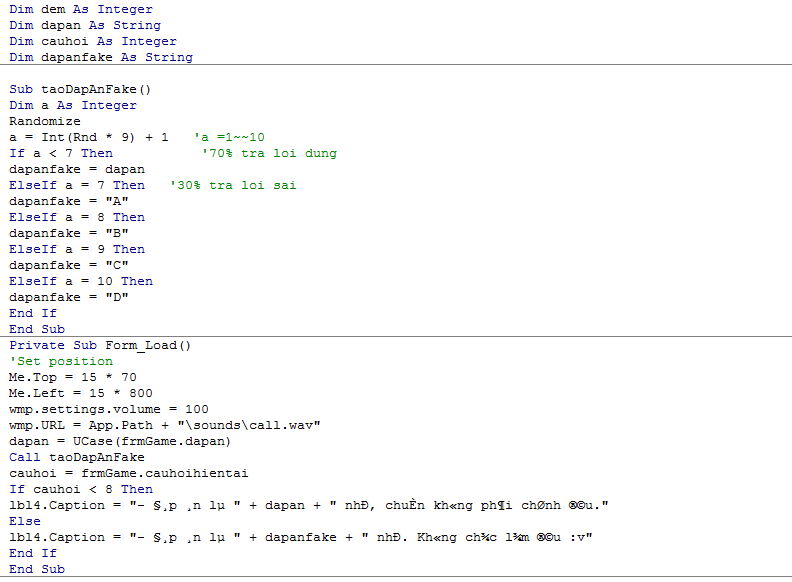 Dim dem As Integer
Dim dapan As String
Dim cauhoi As Integer
Dim dapanfake As String
Sub taoDapAnFake()
Dim a As Integer
Randomize
a = Int(Rnd * 9) + 1   'a =1~~10
If a < 7 Then           '70% tra loi dung
dapanfake = dapan
ElseIf a = 7 Then   '30% tra loi sai
dapanfake = "A"
ElseIf a = 8 Then
dapanfake = "B"
ElseIf a = 9 Then
dapanfake = "C"
ElseIf a = 10 Then
dapanfake = "D"
End If
End Sub
Private Sub Form_Load()
'Set position
Me.Top = 15 * 70
Me.Left = 15 * 800
wmp.settings.volume = 100
wmp.URL = App.Path + "\sounds\call.wav"
dapan = UCase(frmGame.dapan)
Call taoDapAnFake
cauhoi = frmGame.cauhoihientai
If cauhoi < 8 Then
lbl4.Caption = "- §¸p ¸n lµ " + dapan + " nhÐ, chuÈn kh«ng ph¶i chØnh ®©u."
Else
lbl4.Caption = "- §¸p ¸n lµ " + dapanfake + " nhÐ. Kh«ng ch¾c l¾m ®©u :v"
End If
End Sub